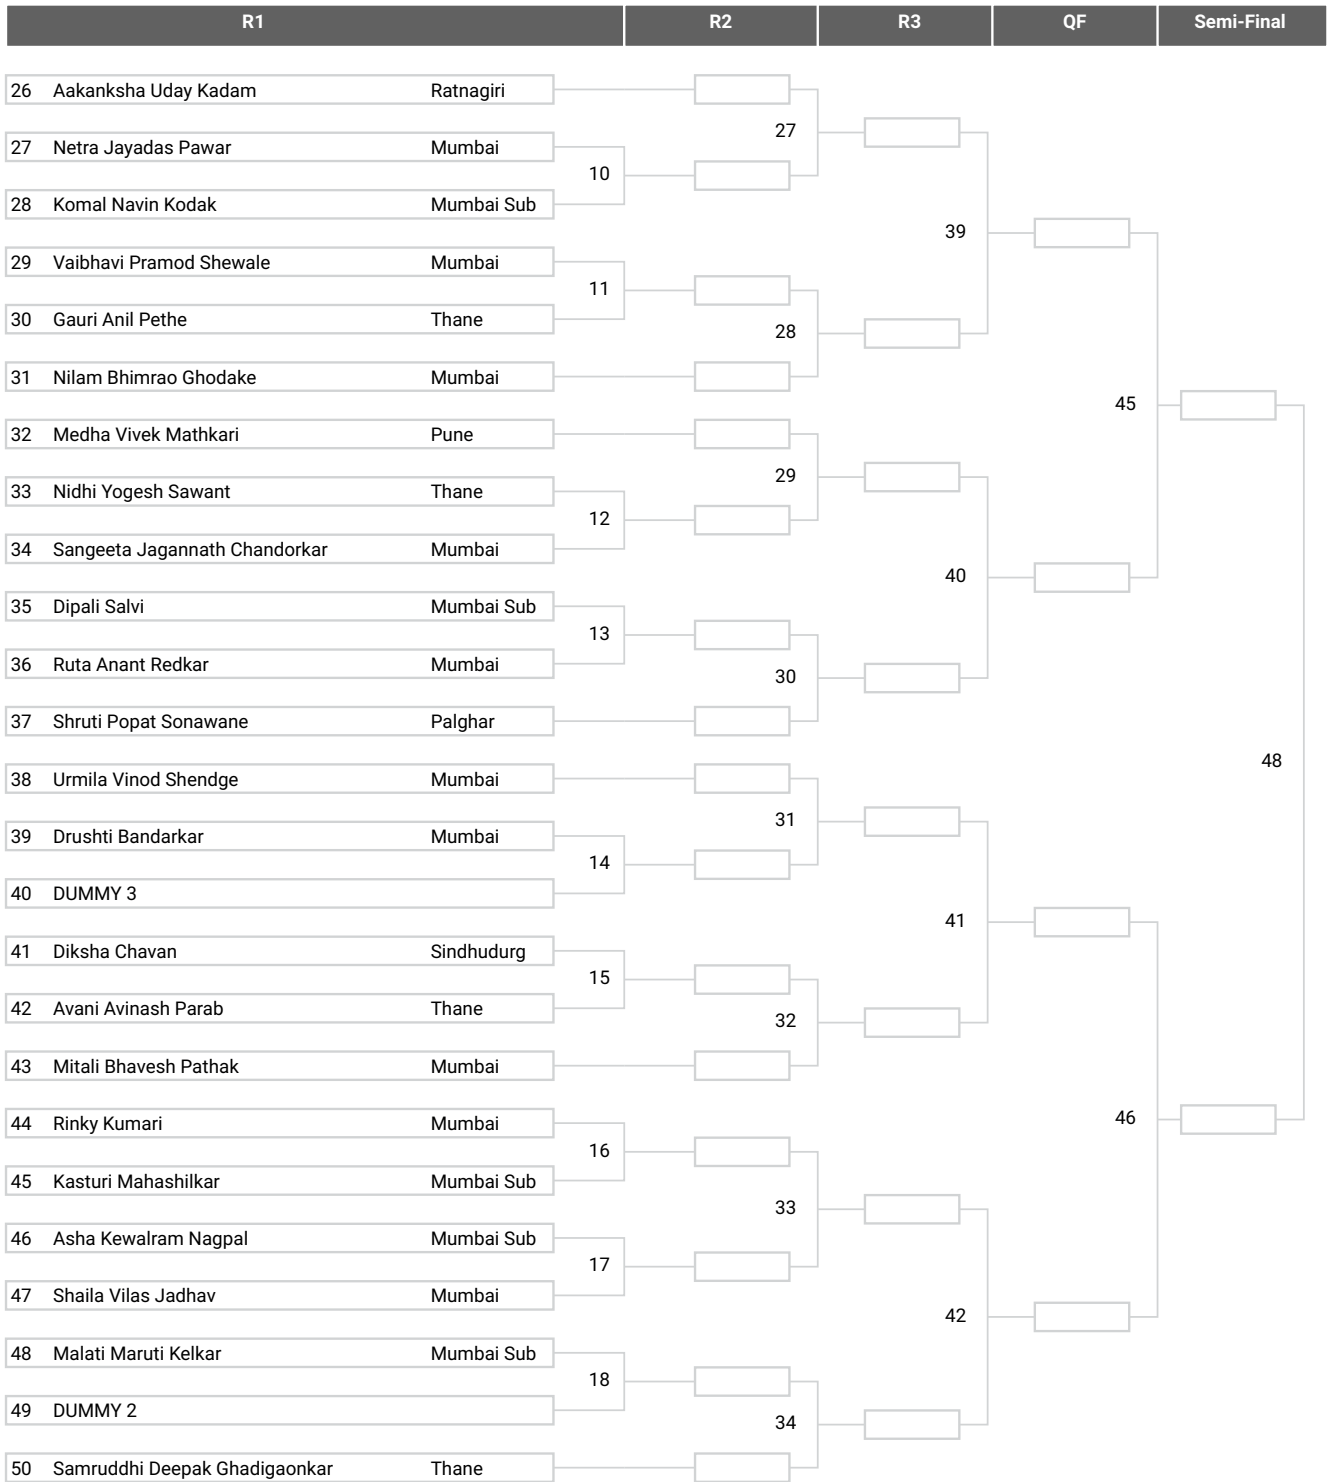 R1 R2 R3 QF Semi-Final
26 Aakanksha Uday Kadam Ratnagiri
27
27 Netra Jayadas Pawar Mumbai
10
28 Komal Navin Kodak Mumbai Sub
39
29 Vaibhavi Pramod Shewale Mumbai
11
30 Gauri Anil Pethe Thane
28
31 Nilam Bhimrao Ghodake Mumbai
45
32 Medha Vivek Mathkari Pune
29
33 Nidhi Yogesh Sawant Thane
12
34 Sangeeta Jagannath Chandorkar Mumbai
40
35 Dipali Salvi Mumbai Sub
13
36 Ruta Anant Redkar Mumbai
30
37 Shruti Popat Sonawane Palghar
48
38 Urmila Vinod Shendge Mumbai
31
39 Drushti Bandarkar Mumbai
14
40 DUMMY 3
41
41 Diksha Chavan Sindhudurg
15
42 Avani Avinash Parab Thane
32
43 Mitali Bhavesh Pathak Mumbai
46
44 Rinky Kumari Mumbai
16
45 Kasturi Mahashilkar Mumbai Sub
33
46 Asha Kewalram Nagpal Mumbai Sub
17
47 Shaila Vilas Jadhav Mumbai
42
48 Malati Maruti Kelkar Mumbai Sub
18
49 DUMMY 2
34
50 Samruddhi Deepak Ghadigaonkar Thane